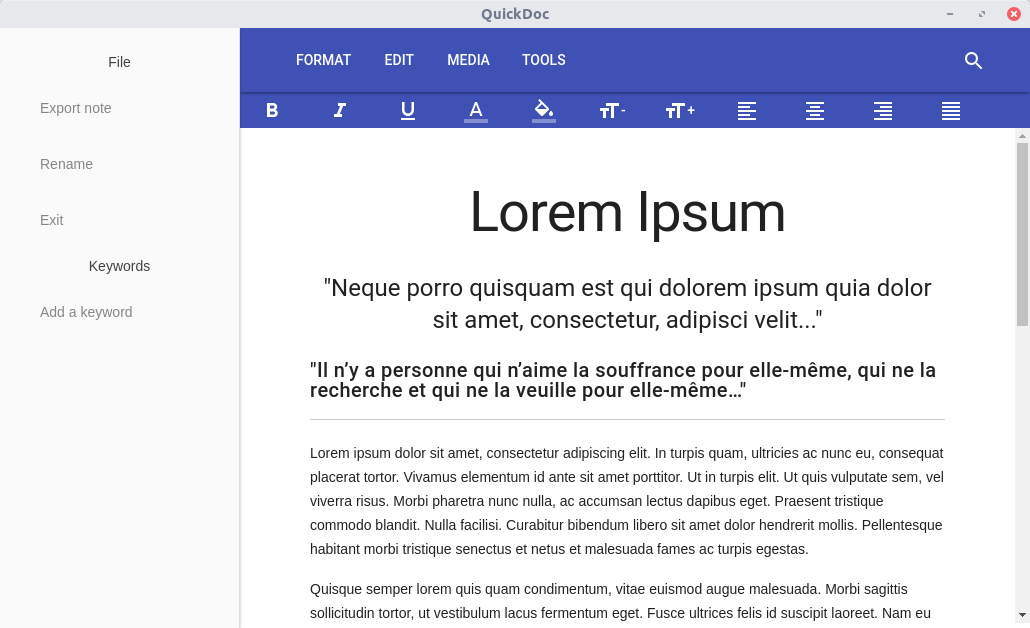 QuickDoc
File
Export note
Rename
Exit
Keywords
Add a keyword
FORMAT EDIT MEDIA TOOLS
B I U A TT- TT+
Lorem Ipsum
"Neque porro quisquam est qui dolorem ipsum quia dolor
sit amet, consectetur, adipisci velit..."
"Il n’y a personne qui n’aime la souffrance pour elle-même, qui ne la
recherche et qui ne la veuille pour elle-même…"
Lorem ipsum dolor sit amet, consectetur adipiscing elit. In turpis quam, ultricies ac nunc eu, consequat
placerat tortor. Vivamus elementum id ante sit amet porttitor. Ut in turpis elit. Ut quis vulputate sem, vel
viverra risus. Morbi pharetra nunc nulla, ac accumsan lectus dapibus eget. Praesent tristique
commodo blandit. Nulla facilisi. Curabitur bibendum libero sit amet dolor hendrerit mollis. Pellentesque
habitant morbi tristique senectus et netus et malesuada fames ac turpis egestas.
Quisque semper lorem quis quam condimentum, vitae euismod augue malesuada. Morbi sagittis
sollicitudin tortor, ut vestibulum lacus fermentum eget. Fusce ultrices felis id suscipit laoreet. Nam eu